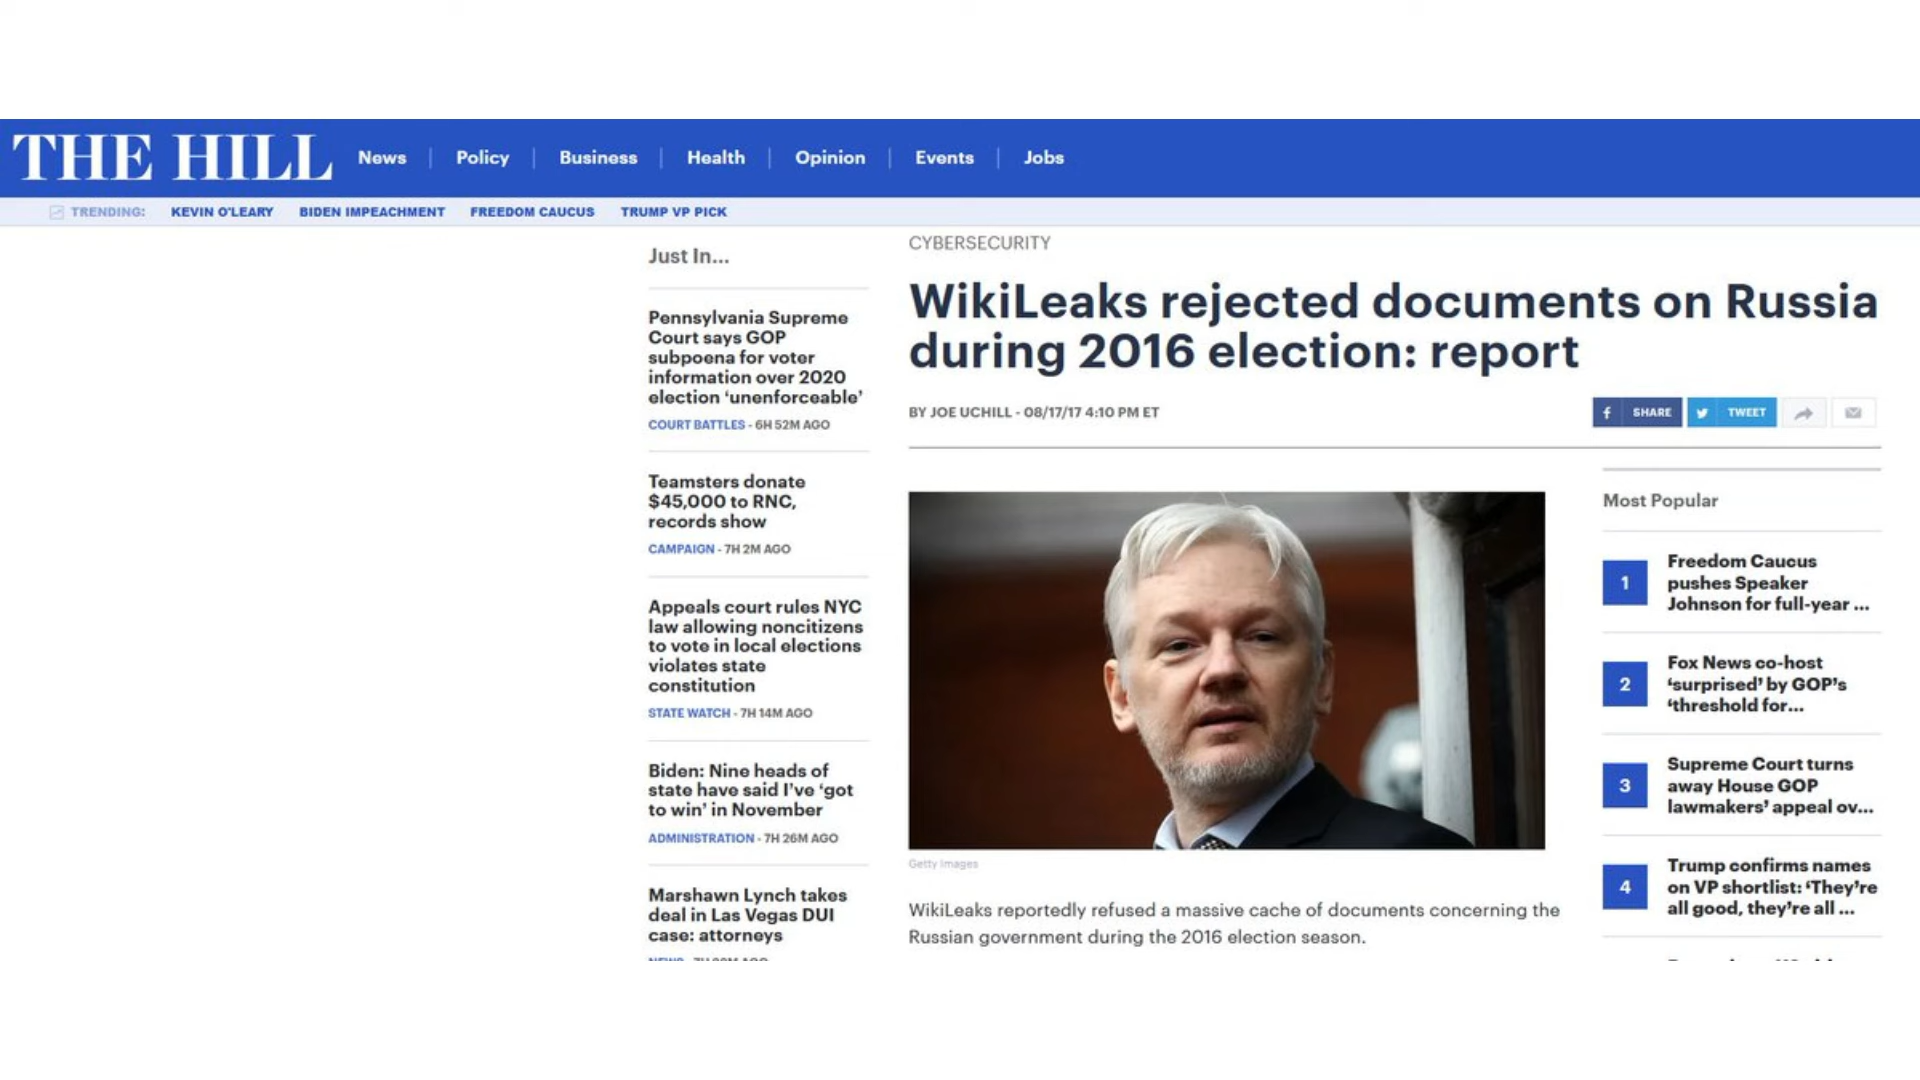 THE HILL
News
Policy
Business
Health
Opinion
Events
Jobs
TRENDING:
KEVIN O'LEARY
BIDEN IMPEACHMENT
FREEDOM CAUCUS
TRUMP VP PICK
Just In...
Pennsylvania Supreme
Court says GOP
subpoena for voter
information over 2020
election ‘unenforceable’
COURT BATTLES - 6H 52M AGO
Teamsters donate
$45,000 to RNC,
records show
CAMPAIGN - 7H 2M AGO
Appeals court rules NYC
law allowing noncitizens
to vote in local elections
violates state
constitution
STATE WATCH - 7H 14M AGO
Biden: Nine heads of
state have said I’ve ‘got
to win’ in November
ADMINISTRATION - 7H 26M AGO
Marshawn Lynch takes
deal in Las Vegas DUI
case: attorneys
CYBERSECURITY
WikiLeaks rejected documents on Russia
during 2016 election: report
BY JOE UCHILL - 08/17/17 4:10 PM ET
SHARE
TWEET
Getty Images
WikiLeaks reportedly refused a massive cache of documents concerning the
Russian government during the 2016 election season.
Most Popular
1
Freedom Caucus
pushes Speaker
Johnson for full-year ...
2
Fox News co-host
‘surprised’ by GOP’s
‘threshold for...
3
Supreme Court turns
away House GOP
lawmakers’ appeal ov...
4
Trump confirms names
on VP shortlist: ‘They’re
all good, they’re all ...